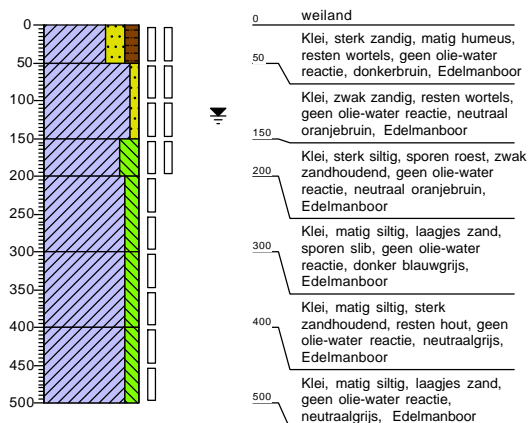 0
50
100
150
200
250
300
350
400
450
500
0 weiland
Klei, sterk zandig, matig humeus,
resten wortels, geen olie-water
reactie, donkerbruin, Edelmanboor
50
Klei, zwak zandig, resten wortels,
geen olie-water reactie, neutraal
oranjebruin, Edelmanboor
150
Klei, sterk siltig, sporen roest, zwak
zandhoudend, geen olie-water
reactie, neutraal oranjebruin,
Edelmanboor
200
Klei, matig siltig, laagjes zand,
sporen slib, geen olie-water
reactie, donker blauwgrijs,
Edelmanboor
300
Klei, matig siltig, sterk
zandhoudend, resten hout, geen
olie-water reactie, neutraalgrijs,
Edelmanboor
400
Klei, matig siltig, laagjes zand,
geen olie-water reactie,
neutraalgrijs, Edelmanboor
500